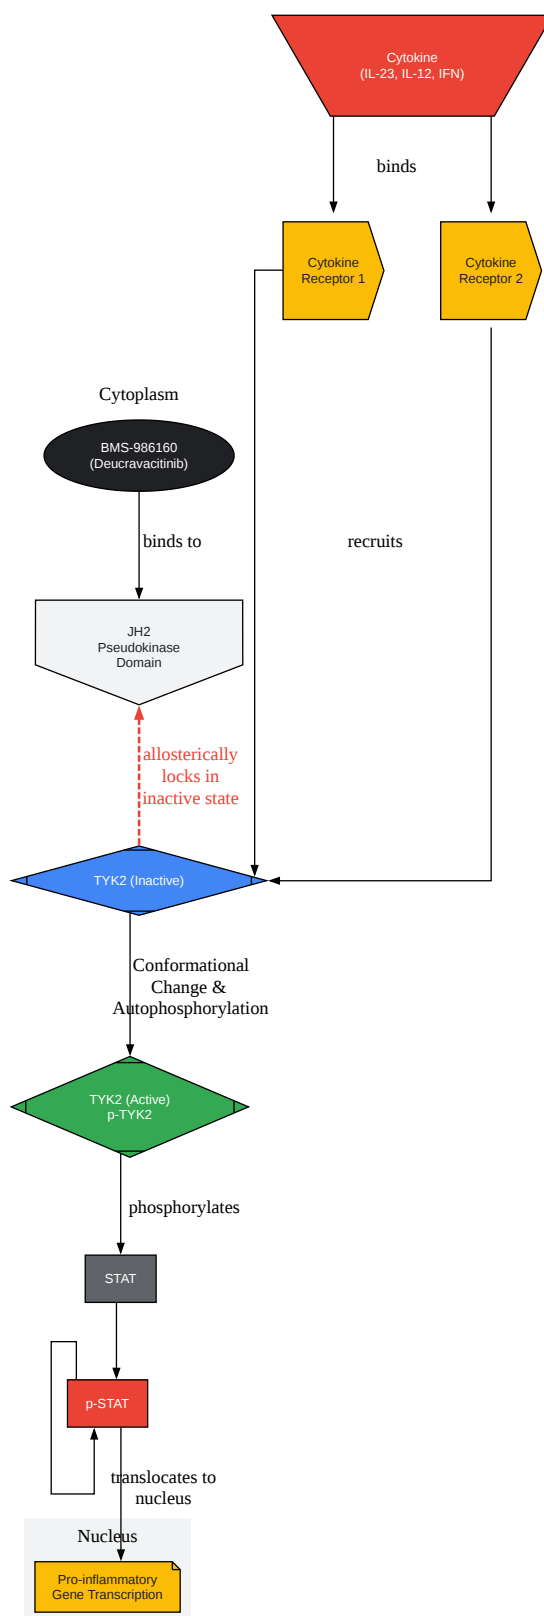 Cytokine
(IL-23, IL-12, IFN)
binds
Cytokine
Receptor 1
Cytokine
Receptor 2
Cytoplasm
BMS-986160
(Deucravacitinib)
binds to
recruits
JH2
Pseudokinase
Domain
allosterically
locks in
inactive state
TYK2 (Inactive)
Conformational
Change &
Autophosphorylation
TYK2 (Active)
p-TYK2
phosphorylates
STAT
p-STAT
translocates to
nucleus
Nucleus
Pro-inflammatory
Gene Transcription